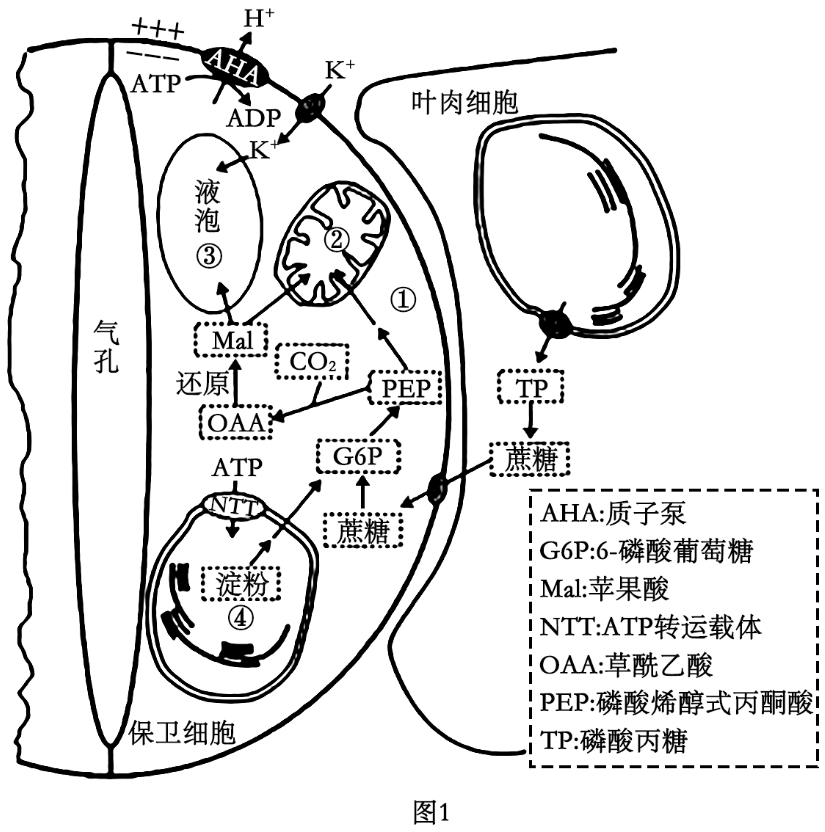 H⁺
+++
AHA
ATP
ADP
K⁺
K⁺
叶肉细胞
液泡
③
②
①
气孔
Mal
CO₂
还原
PEP
TP
OAA
G6P
蔗糖
ATP
NTT
蔗糖
淀粉
④
保卫细胞
AHA:质子泵
G6P:6-磷酸葡萄糖
Mal:苹果酸
NTT:ATP转运载体
OAA:草酰乙酸
PEP:磷酸烯醇式丙酮酸
TP:磷酸丙糖
图1